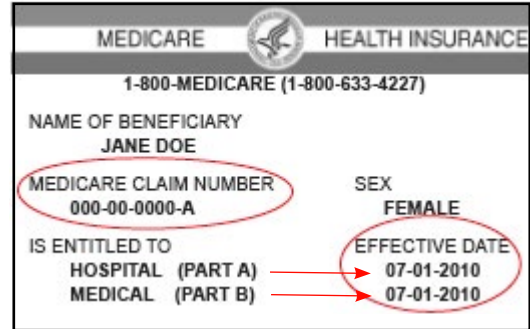 MEDICARE HEALTH INSURANCE
1-800-MEDICARE (1-800-633-4227)
NAME OF BENEFICIARY
JANE DOE
MEDICARE CLAIM NUMBER SEX
000-00-0000-A FEMALE
IS ENTITLED TO EFFECTIVE DATE
HOSPITAL (PART A) 07-01-2010
MEDICAL (PART B) 07-01-2010